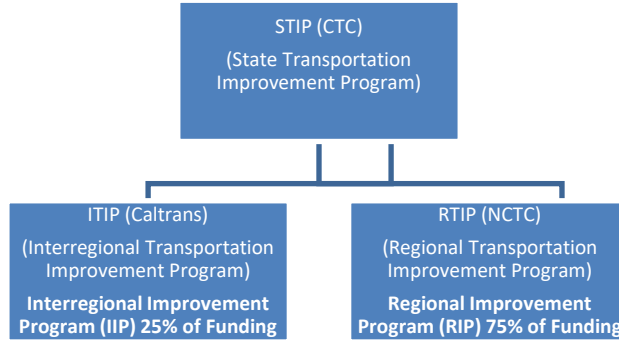 STIP (CTC)
(State Transportation
Improvement Program)
ITIP (Caltrans)
(Interregional Transportation
Improvement Program)
Interregional Improvement
Program (IIP) 25% of Funding
RTIP (NCTC)
(Regional Transportation
Improvement Program)
Regional Improvement
Program (RIP) 75% of Funding